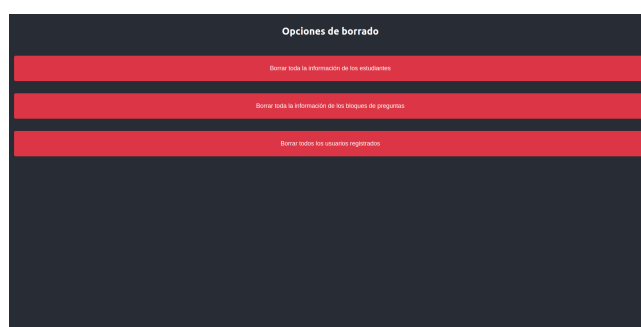 Opciones de borrado
Borrar toda la información de los estudiantes
Borrar toda la información de los bloques de preguntas
Borrar todos los usuarios registrados